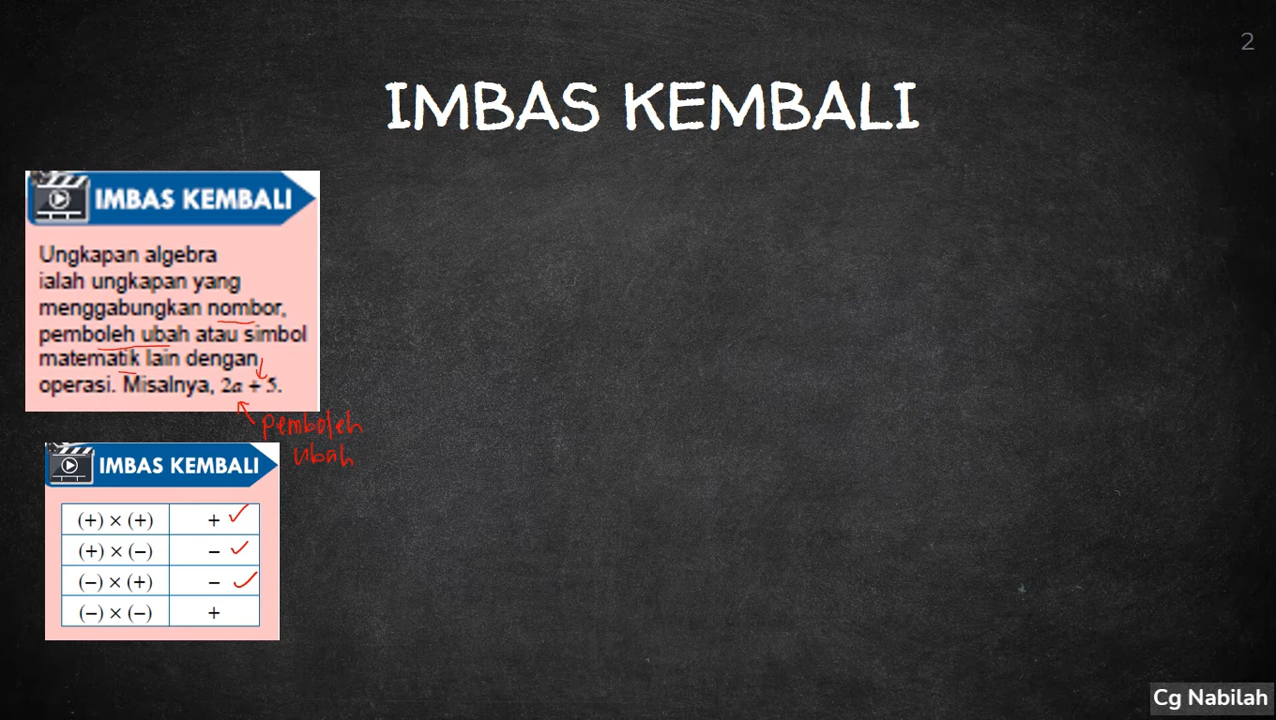 2
IMBAS KEMBALI
IMBAS KEMBALI
Ungkapan algebra
ialah ungkapan yang
menggabungkan nombor,
pemboleh ubah atau simbol
matematik lain dengan
operasi. Misalnya, 2a + 5.
Pemboleh
ubah
IMBAS KEMBALI
(+) × (+) + ✓
(+) × (−) − ✓
(−) × (+) − ✓
(−) × (−) +
Cg Nabilah